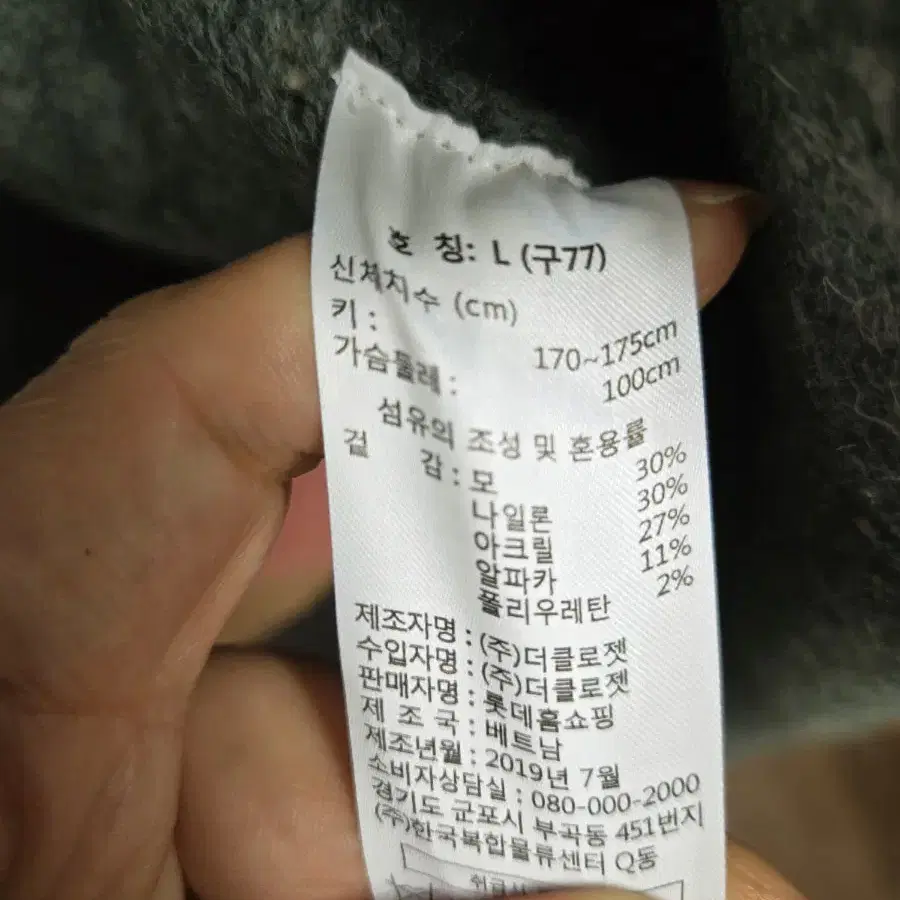 호 칭: L (구77)
신체치수 (cm)
키 : 170~175cm
가슴둘레 : 100cm
섬유의 조성 및 혼용률
겉 감 : 모 30%
나일론 30%
아크릴 27%
알파카 11%
폴리우레탄 2%
제조자명 : (주)더클로젯
수입자명 : (주)더클로젯
판매자명 : 롯데홈쇼핑
제 조 국 : 베트남
제조년월 : 2019년 7월
소비자상담실 : 080-000-2000
경기도 군포시 부곡동 451번지
(주)한국복합물류센터 Q동